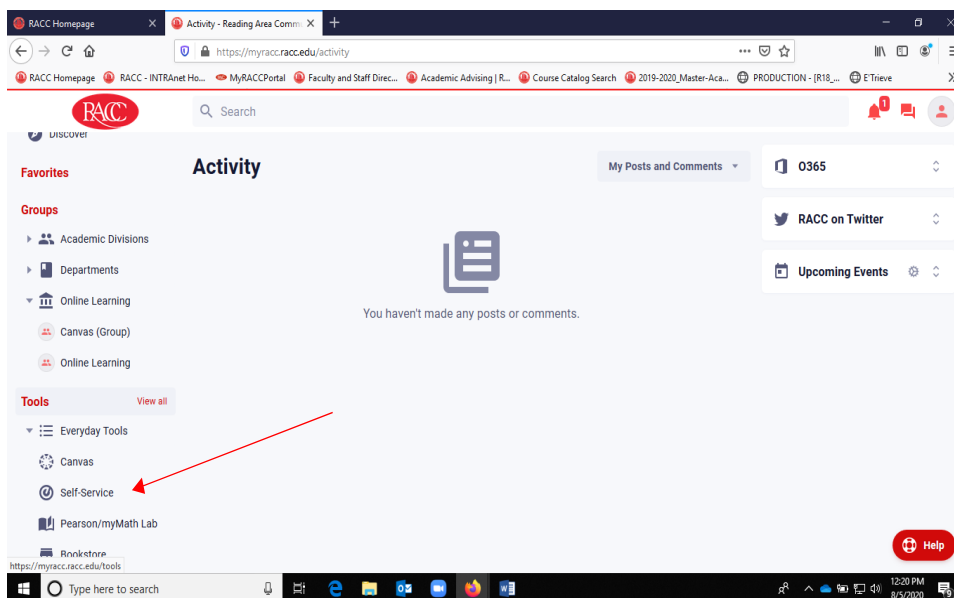 RACC Homepage
Activity - Reading Area Comm
https://myracc.racc.edu/activity
RACC Homepage
RACC - INTRAnet Ho...
MyRACCPortal
Faculty and Staff Direc...
Academic Advising | R...
Course Catalog Search
2019-2020_Master-Aca...
PRODUCTION - [R18_...
E'Trieve
RACC
Search
1
Discover
Favorites
Groups
Academic Divisions
Departments
Online Learning
Canvas (Group)
Online Learning
Tools
View all
Everyday Tools
Canvas
Self-Service
Pearson/myMath Lab
Bookstore
Activity
My Posts and Comments
You haven't made any posts or comments.
O365
RACC on Twitter
Upcoming Events
Help
https://myracc.racc.edu/tools
Type here to search
12:20 PM
8/5/2020